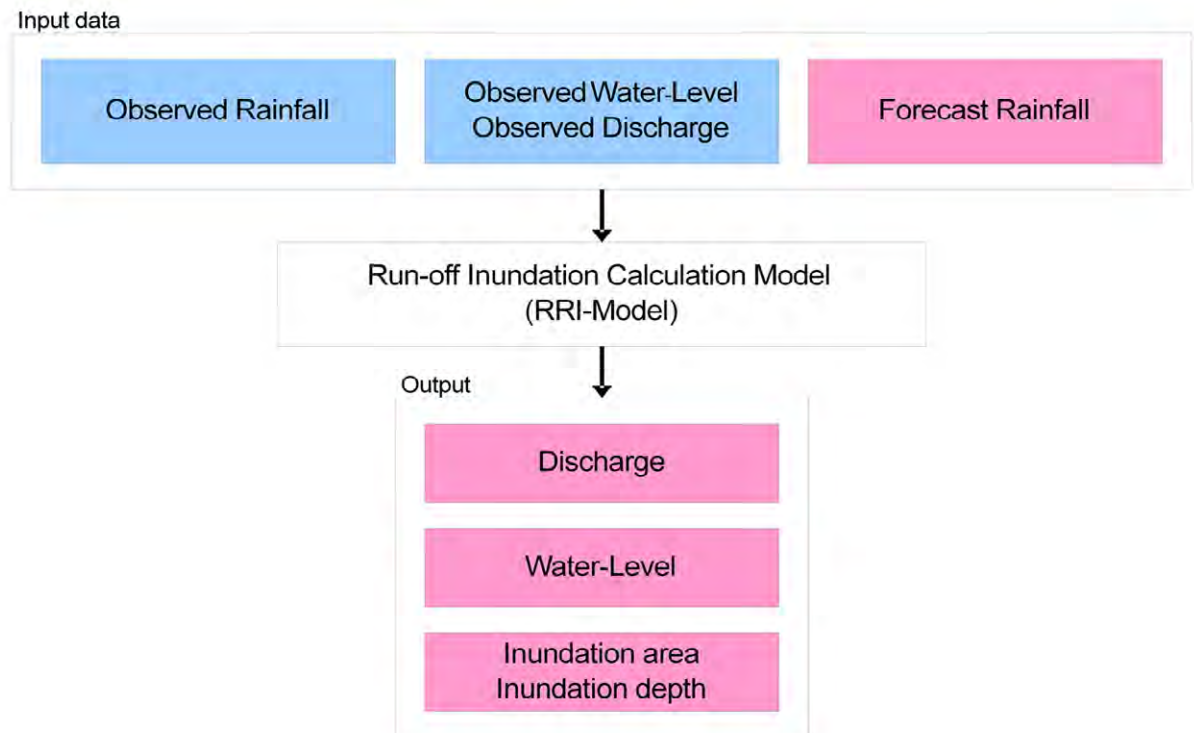 Input data
Observed Rainfall
Observed Water-Level
Observed Discharge
Forecast Rainfall
Run-off Inundation Calculation Model
(RRI-Model)
Output
Discharge
Water-Level
Inundation area
Inundation depth